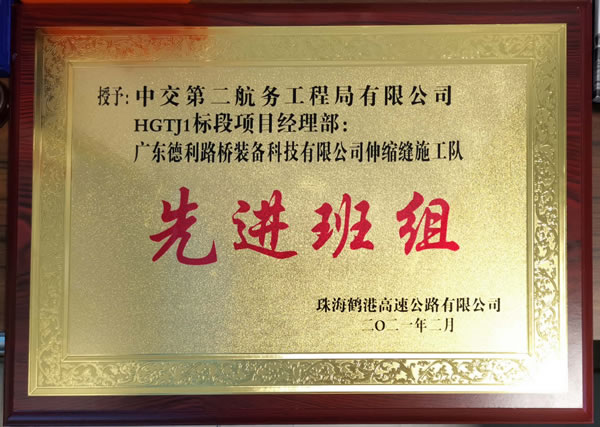 授予: 中交第二航务工程局有限公司
HGTJ1标段项目经理部：
广东德利路桥装备科技有限公司伸缩缝施工队
先进班组
珠海鹤港高速公路有限公司
二〇二一年二月